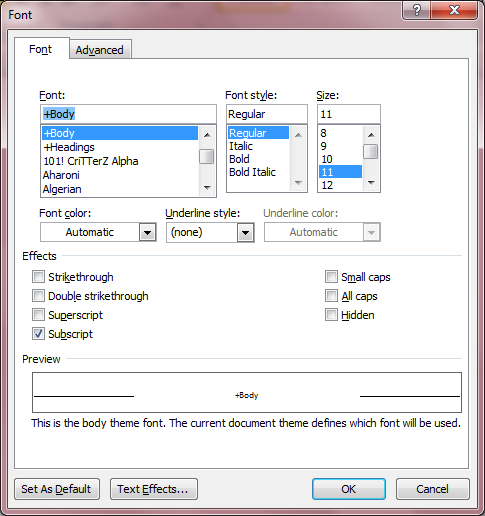 Font
?
Font Advanced
Font: Font style: Size:
+Body Regular 11
+Body Regular 8
+Headings Italic 9
101! CriTTerZ Alpha Bold 10
Aharoni Bold Italic 11
Algerian 12
Font color: Underline style: Underline color:
Automatic (none) Automatic
Effects
Strikethrough Small caps
Double strikethrough All caps
Superscript Hidden
Subscript
Preview
+Body
This is the body theme font. The current document theme defines which font will be used.
Set As Default Text Effects... OK Cancel